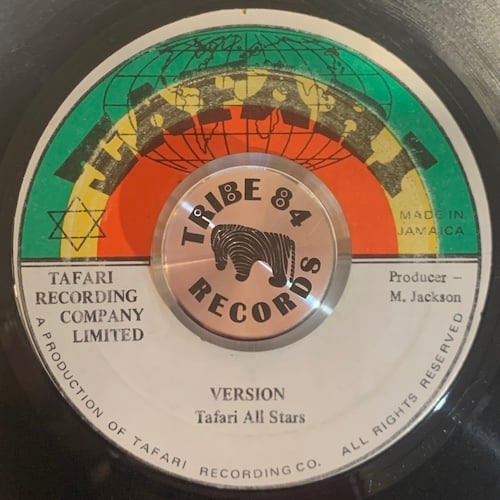 TAFARI
TRIBE 84
RECORDS
MADE IN
JAMAICA
TAFARI
RECORDING
COMPANY
LIMITED
Producer –
M. Jackson
VERSION
Tafari All Stars
A PRODUCTION OF TAFARI RECORDING CO. ALL RIGHTS RESERVED